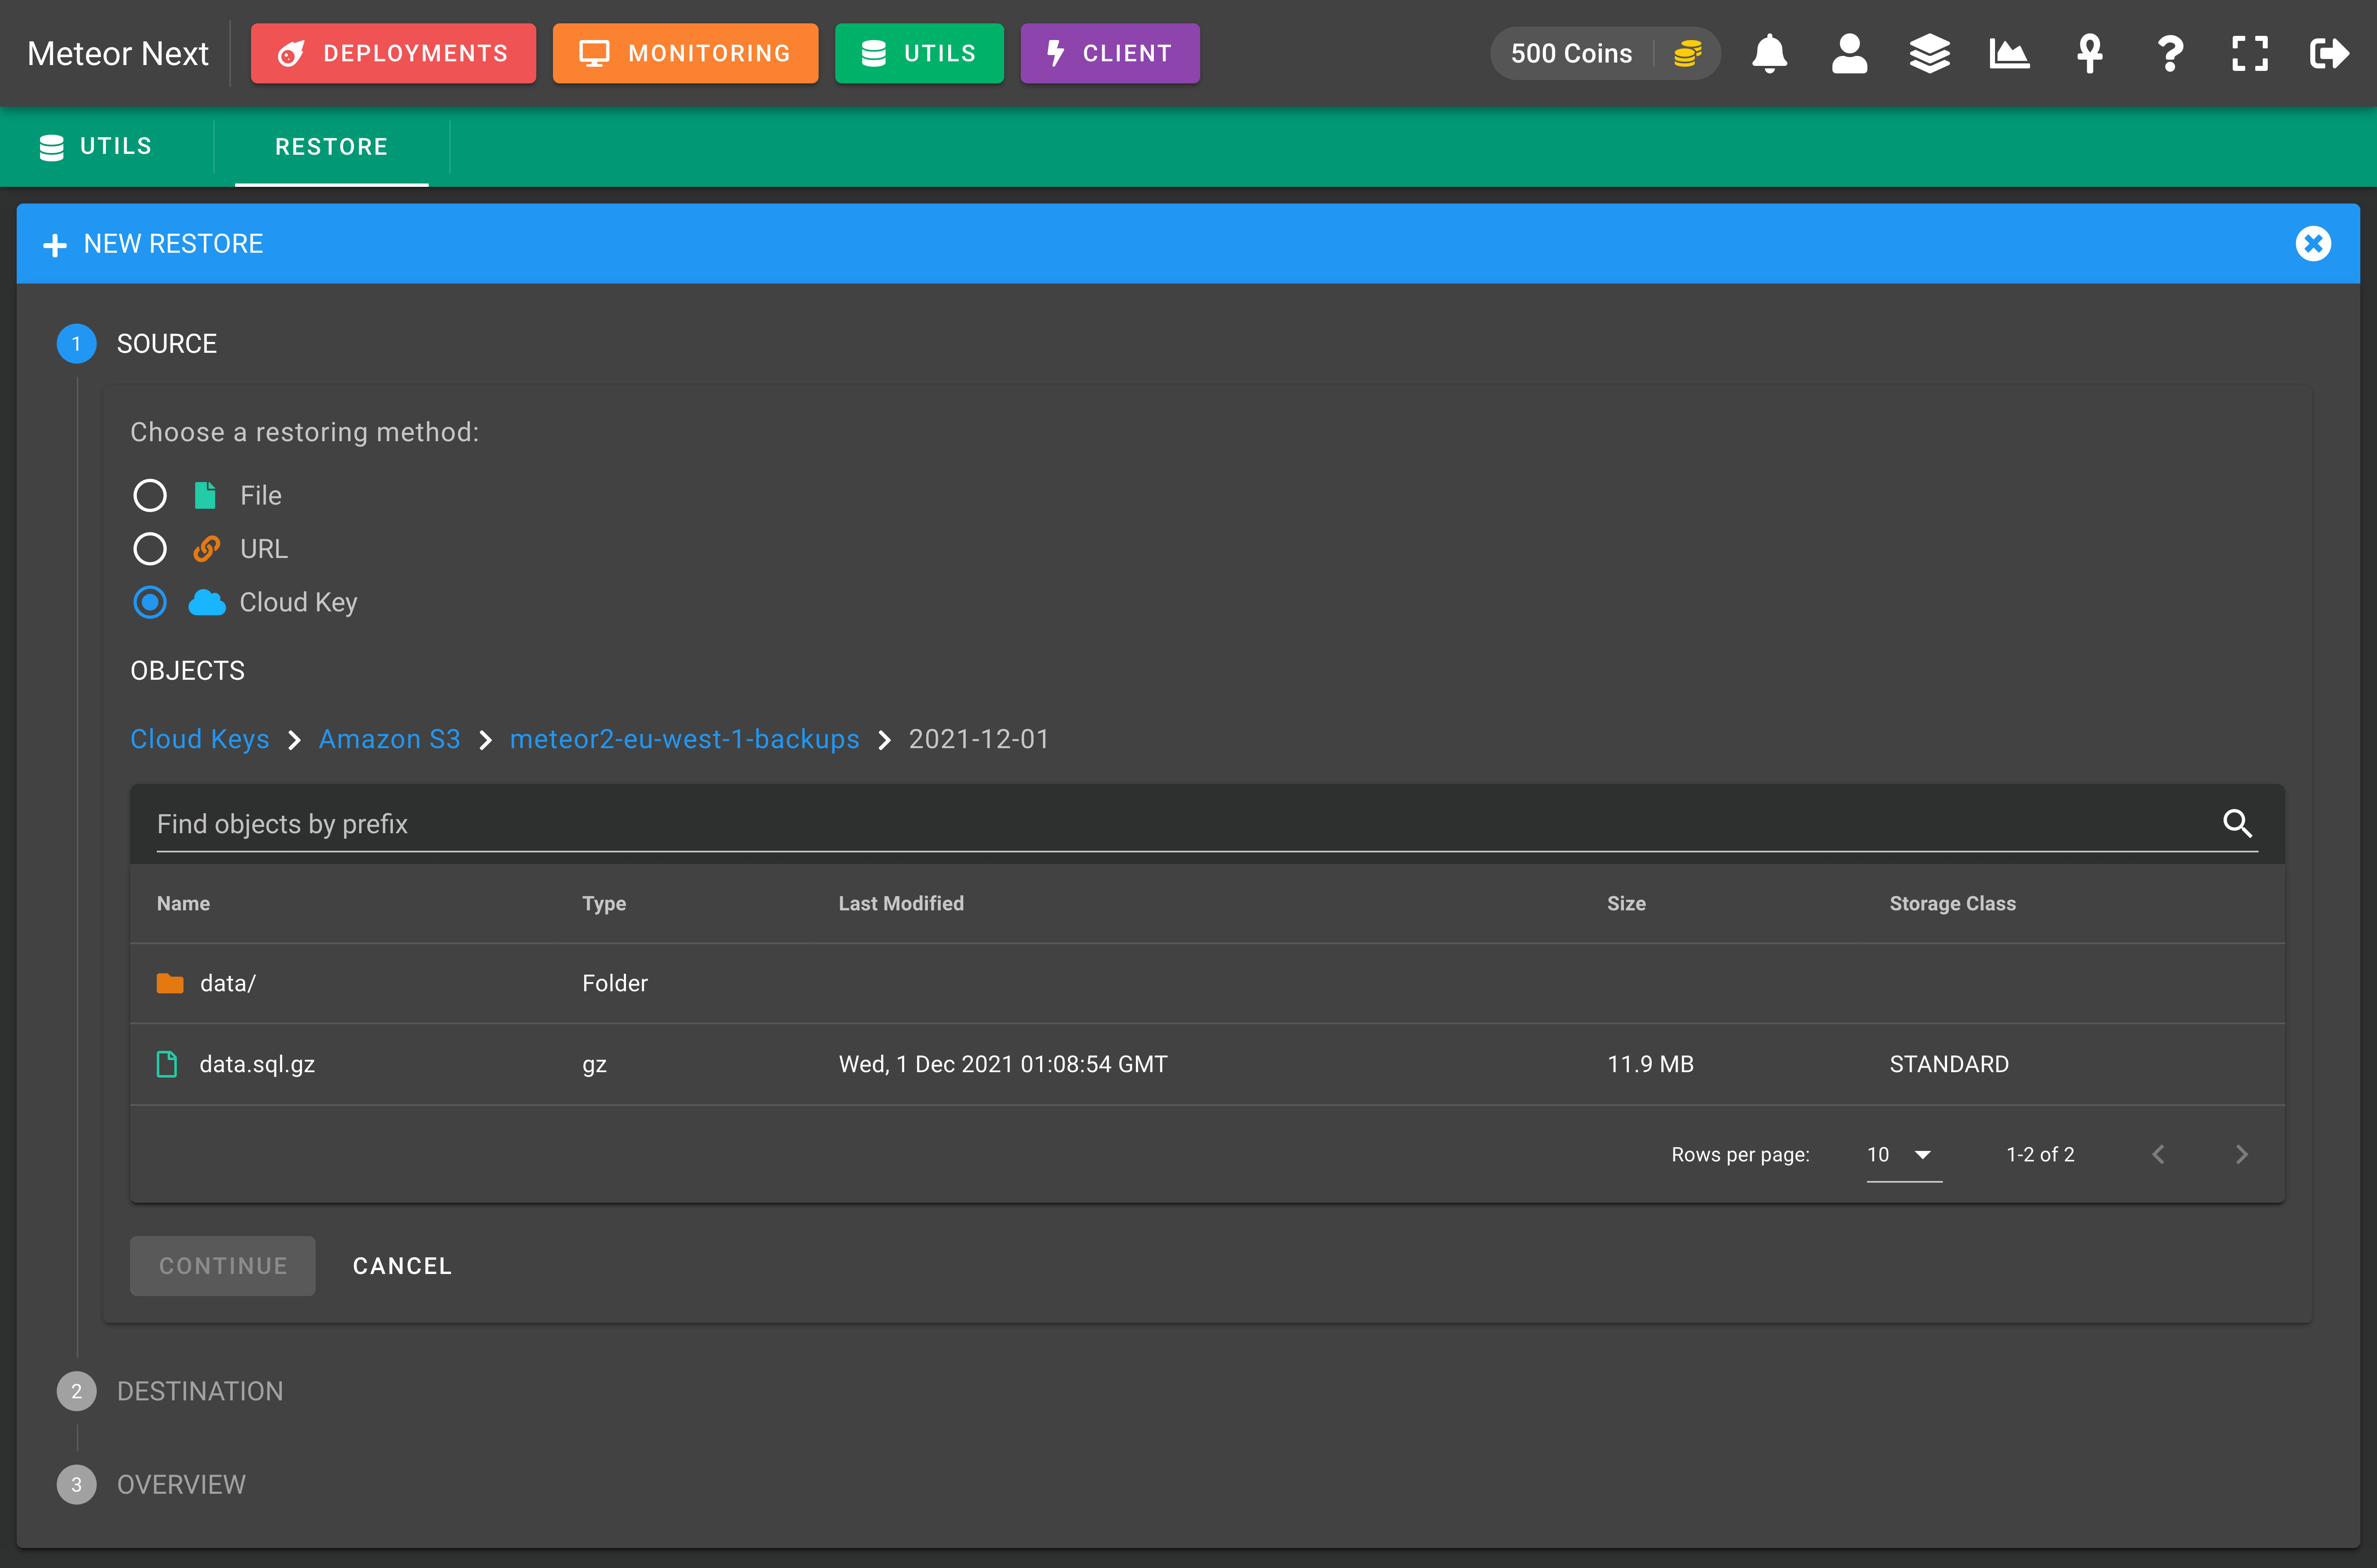 Meteor Next DEPLOYMENTS MONITORING UTILS CLIENT 500 Coins
UTILS RESTORE
NEW RESTORE
1 SOURCE
Choose a restoring method:
File
URL
Cloud Key
OBJECTS
Cloud Keys Amazon S3 meteor2-eu-west-1-backups 2021-12-01
Find objects by prefix
Name Type Last Modified Size Storage Class
data/ Folder
data.sql.gz gz Wed, 1 Dec 2021 01:08:54 GMT 11.9 MB STANDARD
Rows per page: 10 1-2 of 2
CONTINUE CANCEL
2 DESTINATION
3 OVERVIEW